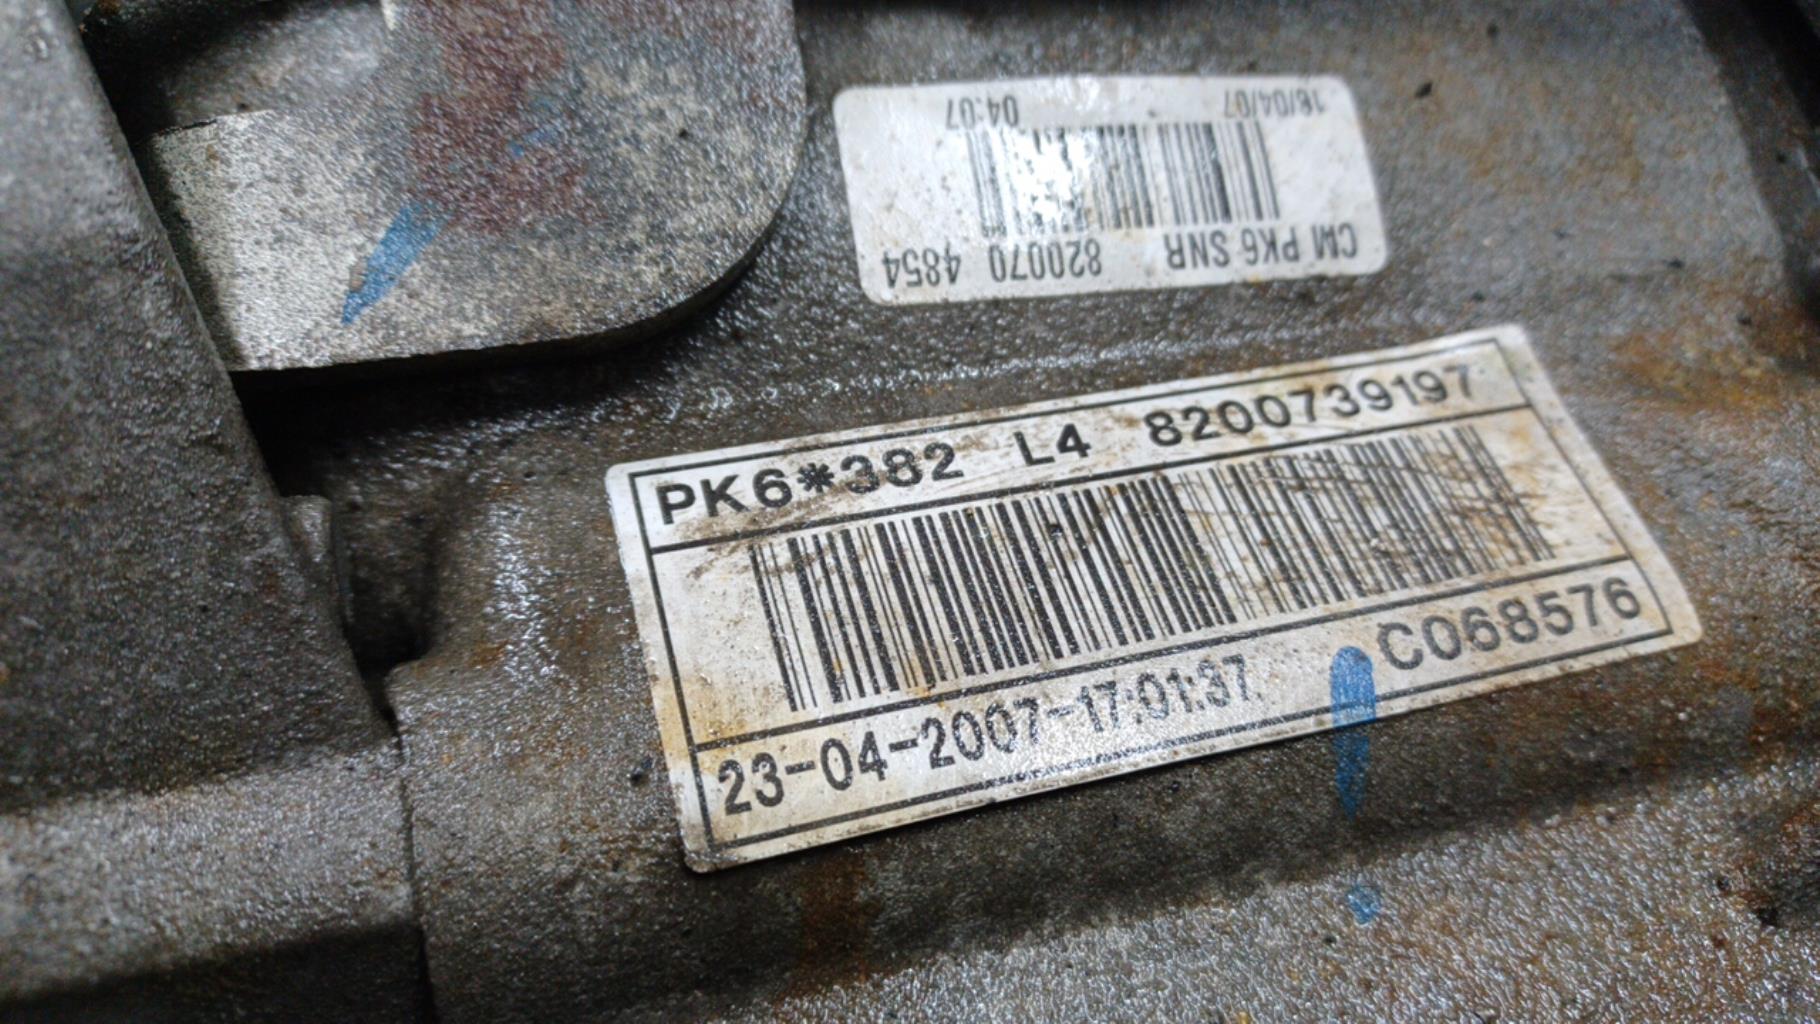 CM PK6 SNR 820070 4854
18/04/07 04:07
PK6*382 L4 8200739197
C068576
23-04-2007-17:01:37